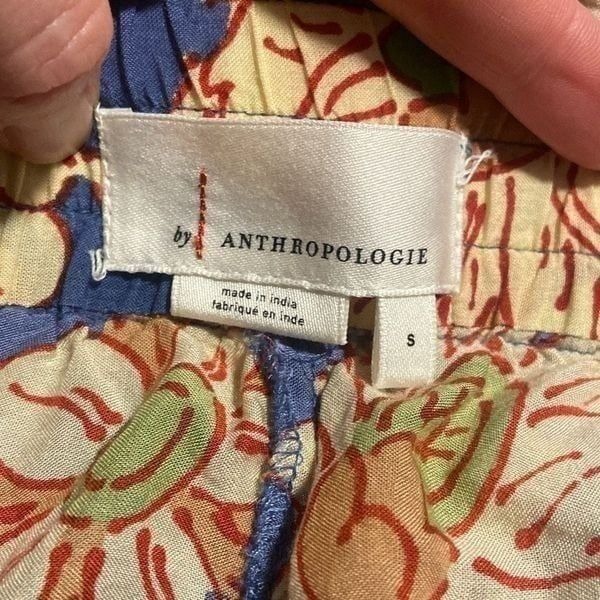 by ANTHROPOLOGIE
made in india
fabriqué en inde
S